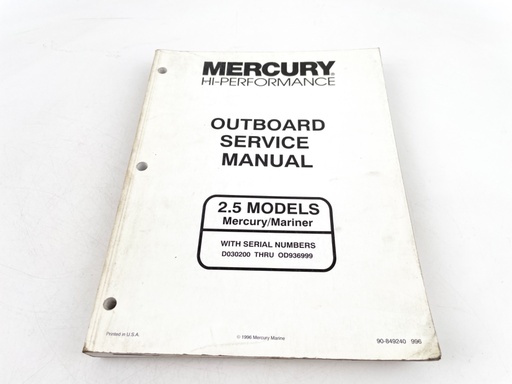 MERCURY
HI-PERFORMANCE
OUTBOARD
SERVICE
MANUAL
2.5 MODELS
Mercury/Mariner
WITH SERIAL NUMBERS
D030200 THRU OD936999
Printed in U.S.A.
© 1996 Mercury Marine
90-849240 996